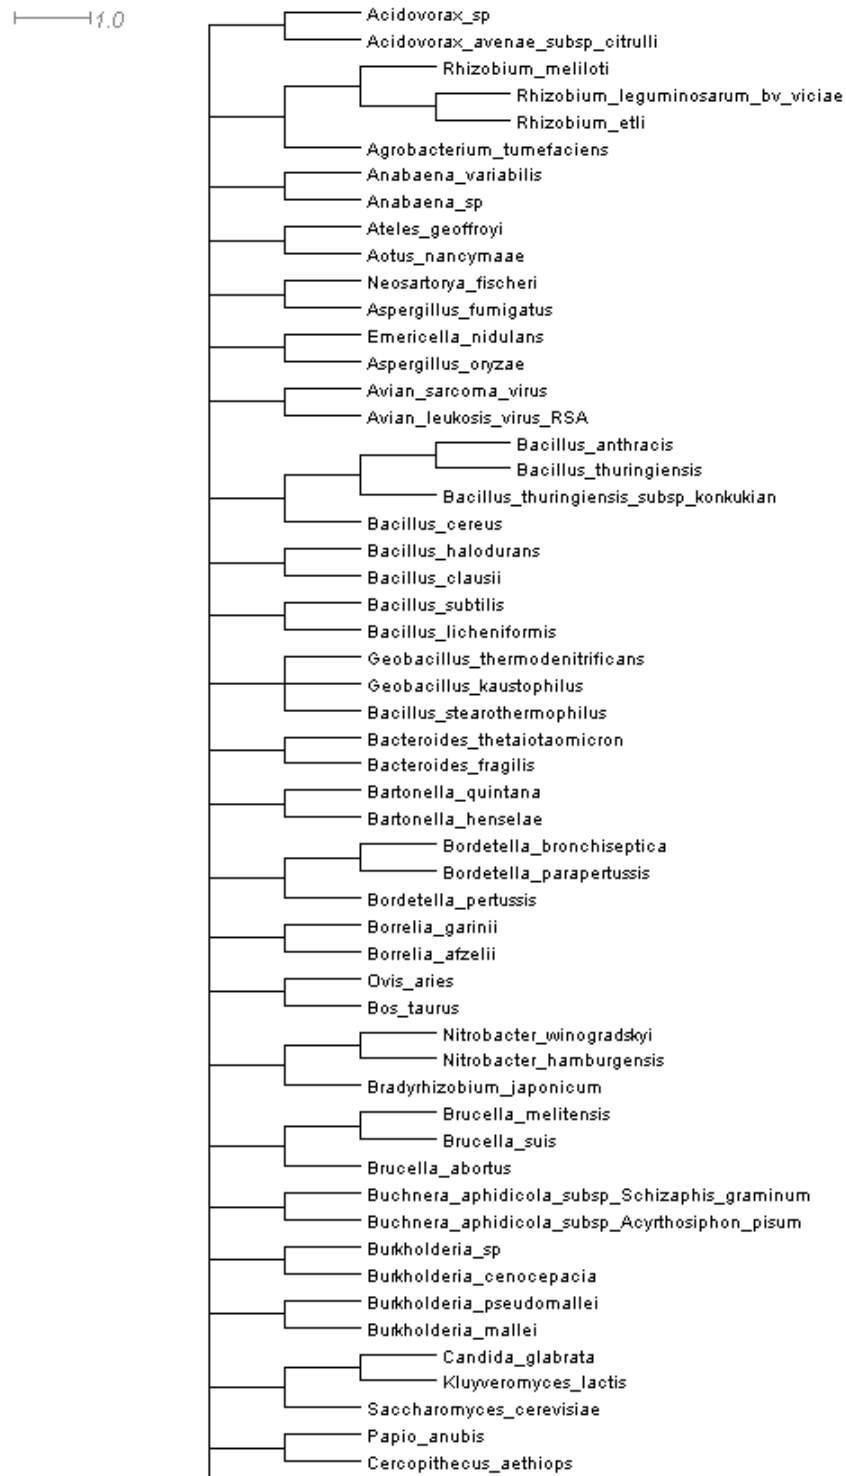 1.0
Acidovorax_sp
Acidovorax_avenae_subsp_citrulli
Rhizobium_meliloti
Rhizobium_leguminosarum_bv_viciae
Rhizobium_etli
Agrobacterium_tumefaciens
Anabaena_variabilis
Anabaena_sp
Ateles_geoffroyi
Aotus_nancymaae
Neosartorya_fischeri
Aspergillus_fumigatus
Emericella_nidulans
Aspergillus_oryzae
Avian_sarcoma_virus
Avian_leukosis_virus_RSA
Bacillus_anthracis
Bacillus_thuringiensis
Bacillus_thuringiensis_subsp_konkukian
Bacillus_cereus
Bacillus_halodurans
Bacillus_clausii
Bacillus_subtilis
Bacillus_licheniformis
Geobacillus_thermodenitrificans
Geobacillus_kaustophilus
Bacillus_stearothermophilus
Bacteroides_thetaiotaomicron
Bacteroides_fragilis
Bartonella_quintana
Bartonella_henselae
Bordetella_bronchiseptica
Bordetella_parapertussis
Bordetella_pertussis
Borrelia_garinii
Borrelia_afzelii
Ovis_aries
Bos_taurus
Nitrobacter_winogradskyi
Nitrobacter_hamburgensis
Bradyrhizobium_japonicum
Brucella_melitensis
Brucella_suis
Brucella_abortus
Buchnera_aphidicola_subsp_Schizaphis_graminum
Buchnera_aphidicola_subsp_Acyrthosiphon_pisum
Burkholderia_sp
Burkholderia_cenocepacia
Burkholderia_pseudomallei
Burkholderia_mallei
Candida_glabrata
Kluyveromyces_lactis
Saccharomyces_cerevisiae
Papio_anubis
Cercopithecus_aethiops